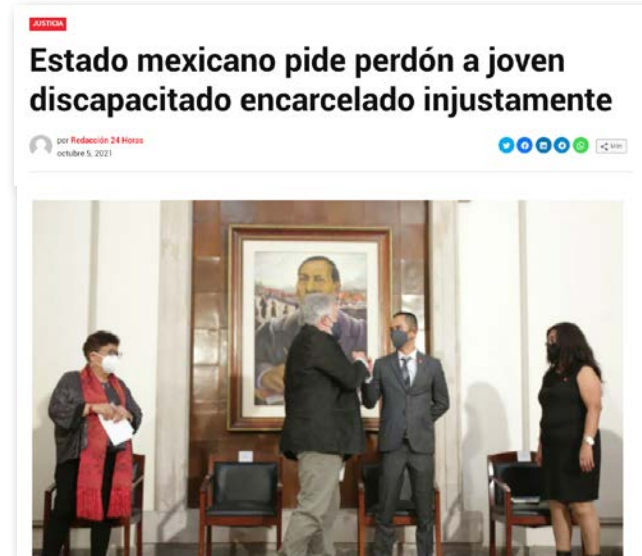 JUSTICIA
Estado mexicano pide perdón a joven
discapacitado encarcelado injustamente
por Redacción 24 Horas
octubre 5, 2021